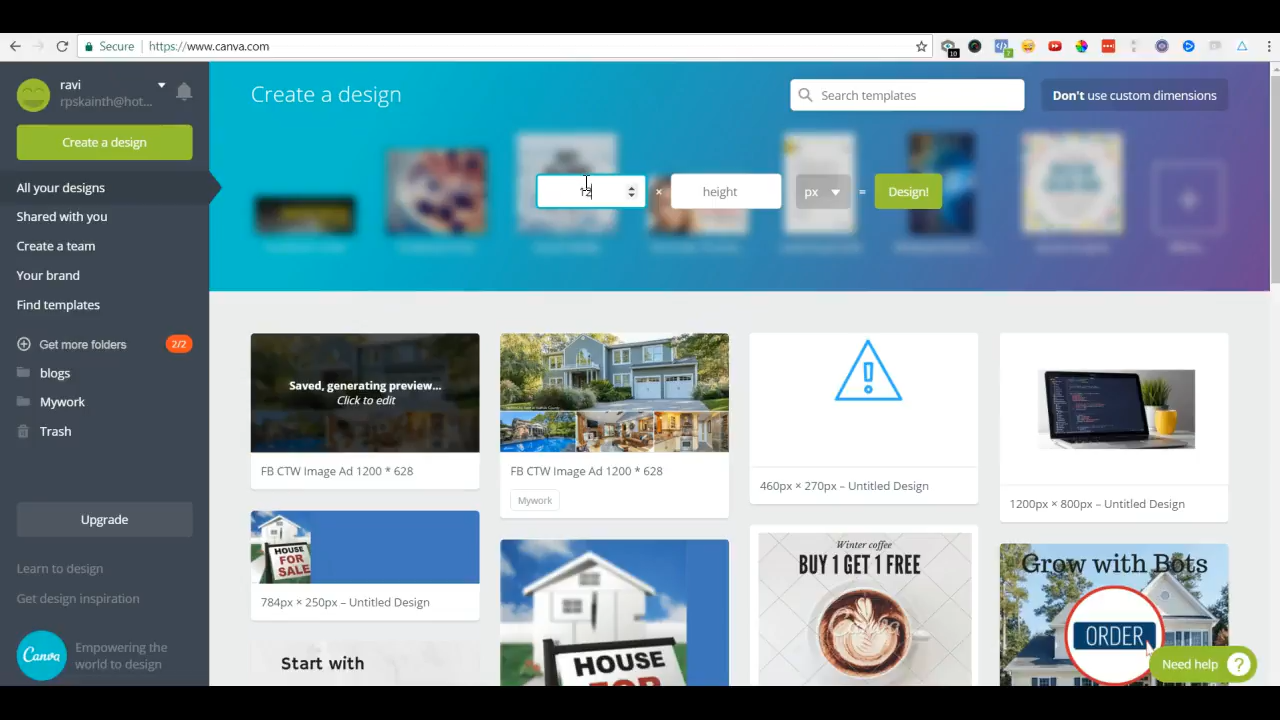 Secure
https://www.canva.com
10
7
ravi
rpskainth@hot...
Create a design
All your designs
Shared with you
Create a team
Your brand
Find templates
Get more folders
2/2
blogs
Mywork
Trash
Upgrade
Learn to design
Get design inspiration
Canva
Empowering the
world to design
Create a design
Search templates
Don't use custom dimensions
12
×
height
px
=
Design!
Saved, generating preview...
Click to edit
FB CTW Image Ad 1200 * 628
FB CTW Image Ad 1200 * 628
Mywork
460px × 270px – Untitled Design
1200px × 800px – Untitled Design
HOUSE
FOR
SALE
784px × 250px – Untitled Design
Start with
HOUSE
FOR
Winter coffee
BUY 1 GET 1 FREE
Canva
Grow with Bots
ORDER
Need help ?